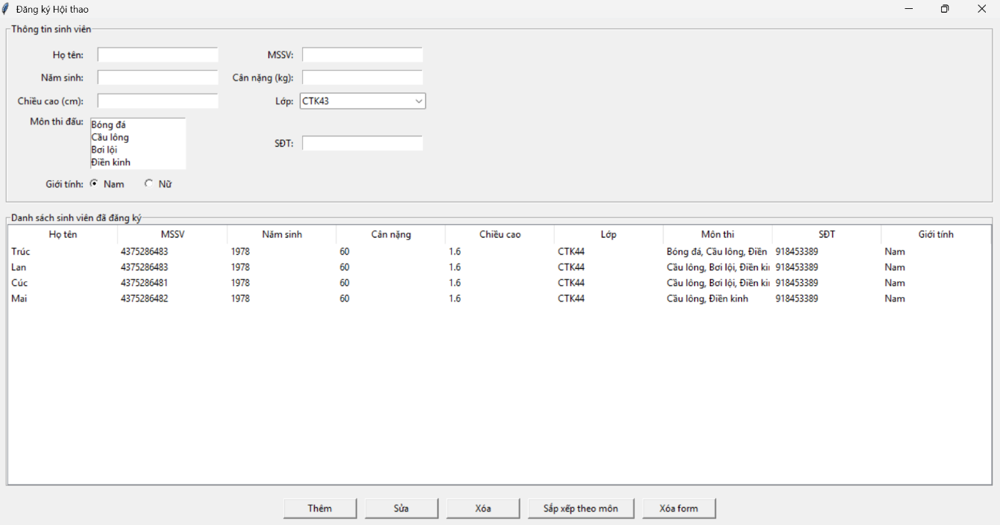 Đăng ký Hội thao
Thông tin sinh viên
Họ tên: MSSV:
Năm sinh: Cân nặng (kg):
Chiều cao (cm): Lớp: CTK43
Môn thi đấu: Bóng đá
Cầu lông
Bơi lội
Điền kinh
SĐT:
Giới tính: Nam Nữ
Danh sách sinh viên đã đăng ký
Họ tên MSSV Năm sinh Cân nặng Chiều cao Lớp Môn thi SĐT Giới tính
Trúc 4375286483 1978 60 1.6 CTK44 Bóng đá, Cầu lông, Điền 918453389 Nam
Lan 4375286483 1978 60 1.6 CTK44 Cầu lông, Bơi lội, Điền ki 918453389 Nam
Cúc 4375286481 1978 60 1.6 CTK44 Cầu lông, Bơi lội, Điền ki 918453389 Nam
Mai 4375286482 1978 60 1.6 CTK44 Cầu lông, Điền kinh 918453389 Nam
Thêm Sửa Xóa Sắp xếp theo môn Xóa form